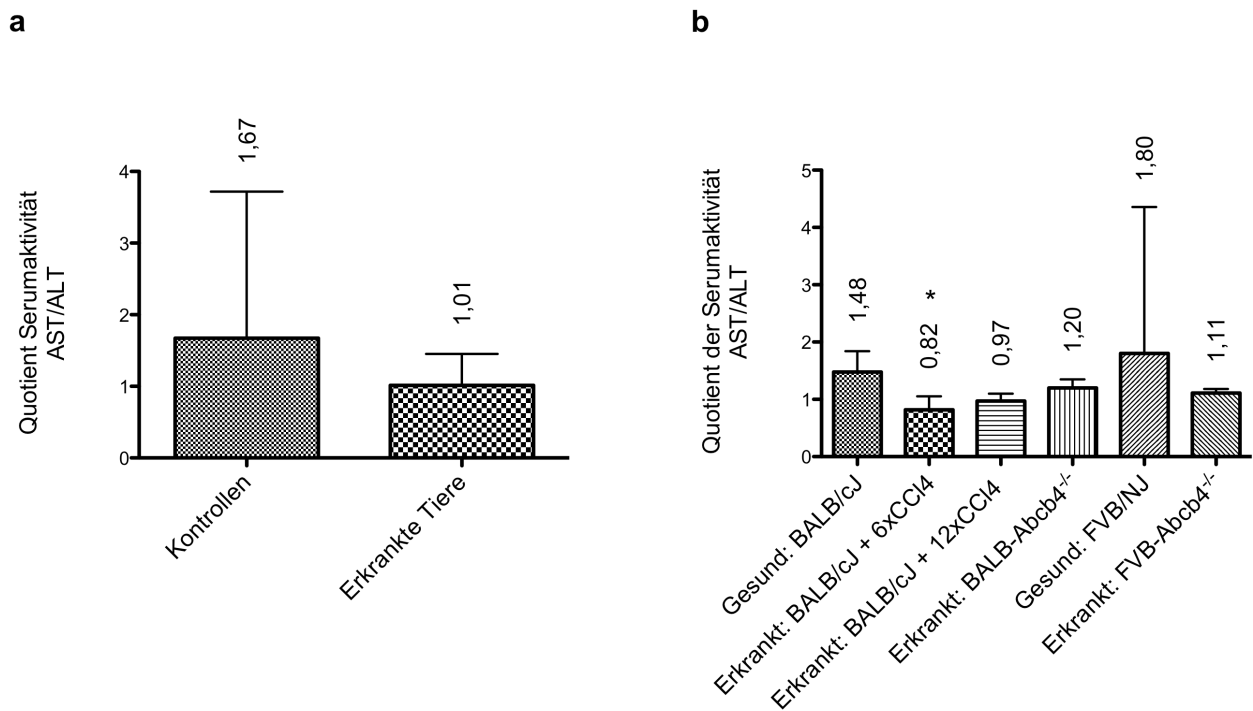 a
Quotient Serumaktivität
AST/ALT
4
3
2
1
0
1,67
1,01
Kontrollen
Erkrankte Tiere
b
Quotient der Serumaktivität
AST/ALT
5
4
3
2
1
0
1,48
*
0,82
0,97
1,20
1,80
1,11
Gesund: BALB/cJ
Erkrankt: BALB/cJ + 6xCCl4
Erkrankt: BALB/cJ + 12xCCl4
Erkrankt: BALB-Abcb4-/-
Gesund: FVB/NJ
Erkrankt: FVB-Abcb4-/-